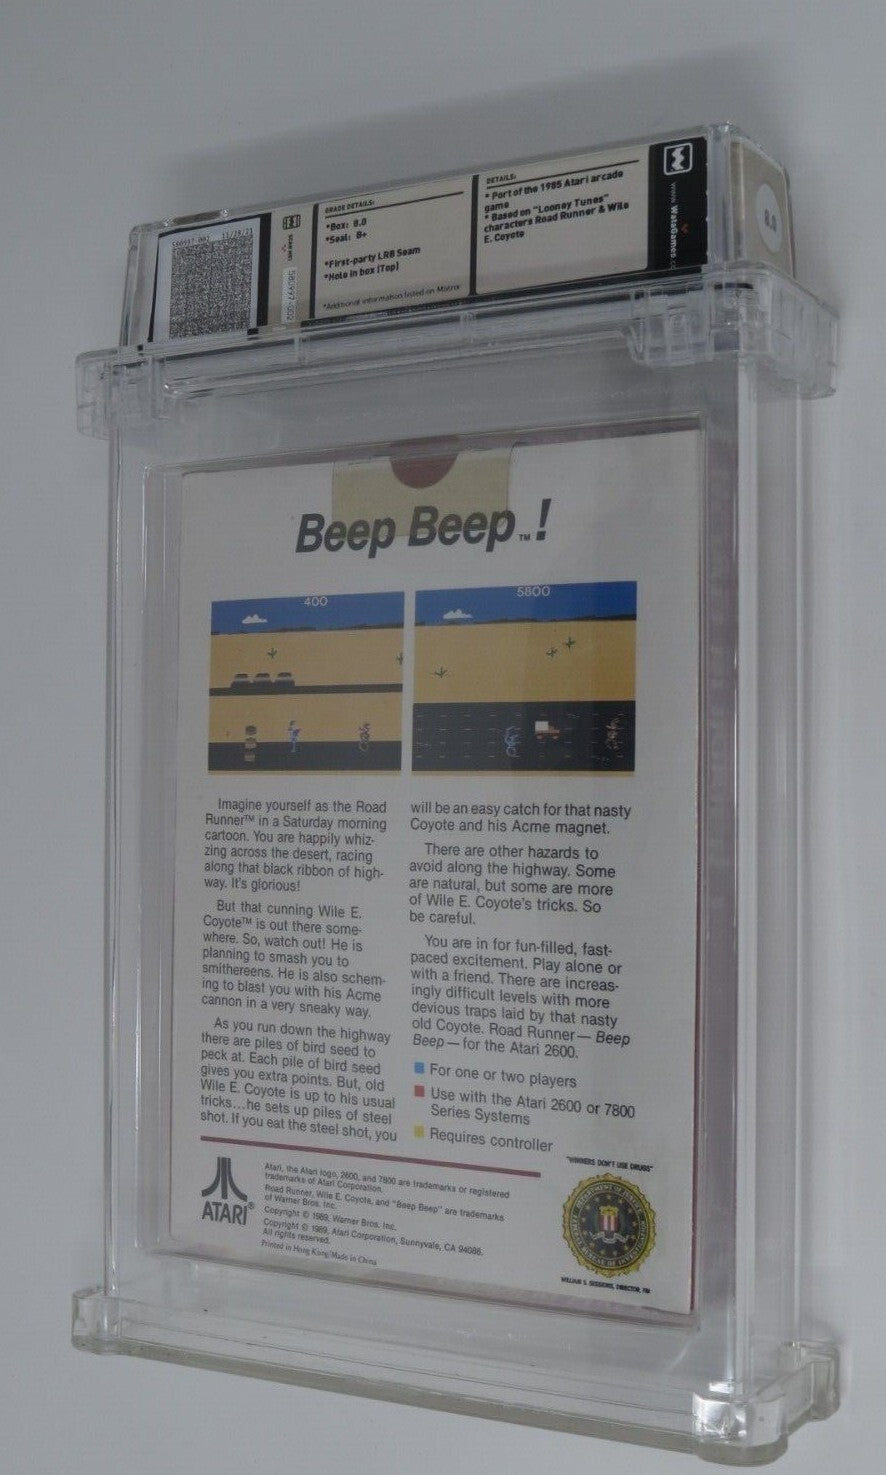 580997-002 11/29/21
SCAN ME!
580997-002
GRADE DETAILS:
*Box: 8.0
*Seal: B+
*First-party LRB Seam
*Hole in box [Top]
*Additional information listed on Matrix
DETAILS:
* Port of the 1985 Atari arcade
game
* Based on "Looney Tunes"
characters Road Runner & Wile
E. Coyote
www.WataGames.c
8.0
Beep Beep™!
400
5800
Imagine yourself as the Road
Runner™ in a Saturday morning
cartoon. You are happily whiz-
zing across the desert, racing
along that black ribbon of high-
way. It's glorious!
But that cunning Wile E.
Coyote™ is out there some-
where. So, watch out! He is
planning to smash you to
smithereens. He is also schem-
ing to blast you with his Acme
cannon in a very sneaky way.
As you run down the highway
there are piles of bird seed to
peck at. Each pile of bird seed
gives you extra points. But, old
Wile E. Coyote is up to his usual
tricks...he sets up piles of steel
shot. If you eat the steel shot, you
will be an easy catch for that nasty
Coyote and his Acme magnet.
There are other hazards to
avoid along the highway. Some
are natural, but some are more
of Wile E. Coyote's tricks. So
be careful.
You are in for fun-filled, fast-
paced excitement. Play alone or
with a friend. There are increas-
ingly difficult levels with more
devious traps laid by that nasty
old Coyote. Road Runner — Beep
Beep — for the Atari 2600.
For one or two players
Use with the Atari 2600 or 7800
Series Systems
Requires controller
ATARI®
Atari, the Atari logo, 2600, and 7800 are trademarks or registered
trademarks of Atari Corporation.
Road Runner, Wile E. Coyote, and "Beep Beep" are trademarks
of Warner Bros. Inc.
Copyright © 1989, Warner Bros. Inc.
Copyright © 1989, Atari Corporation, Sunnyvale, CA 94086.
All rights reserved.
Printed in Hong Kong/Made in China
"WINNERS DON'T USE DRUGS"
WILLIAM S. SESSIONS, DIRECTOR, FBI